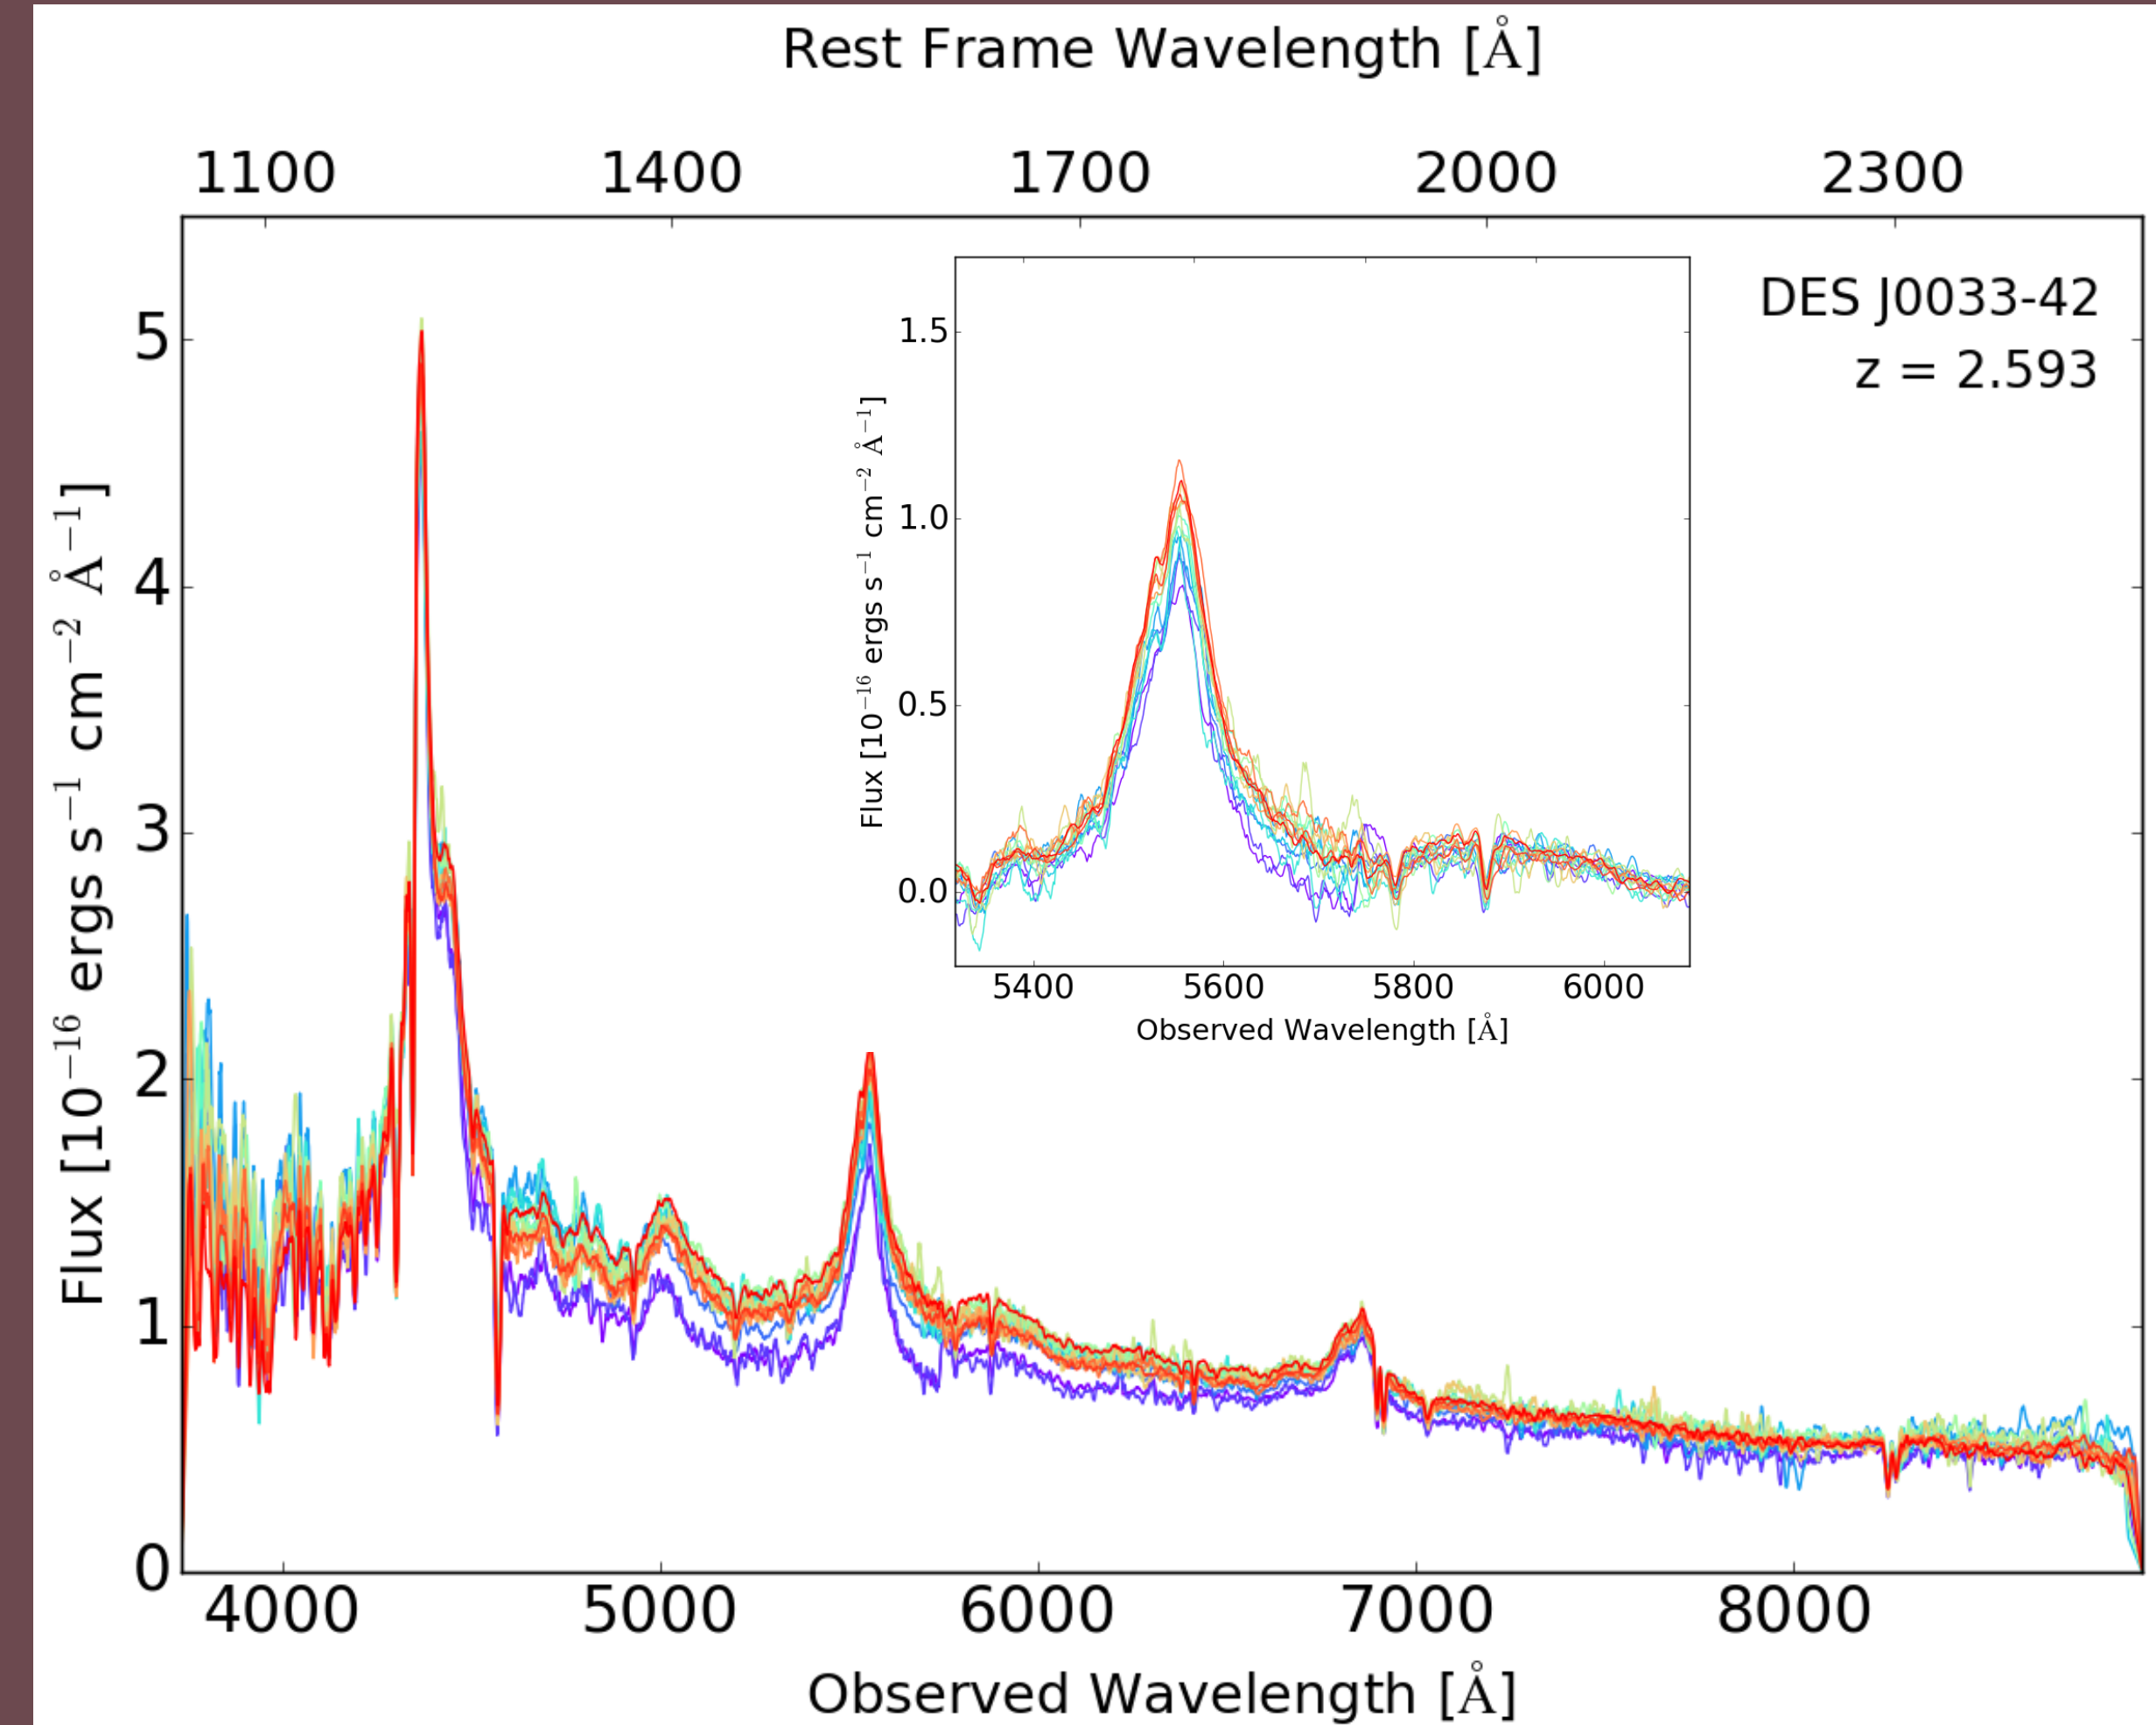 Rest Frame Wavelength [Å]
1100 1400 1700 2000 2300
DES J0033-42
z = 2.593
Flux [10⁻¹⁶ ergs s⁻¹ cm⁻² Å⁻¹]
5
4
3
2
1
0
Flux [10⁻¹⁶ ergs s⁻¹ cm⁻² Å⁻¹]
1.5
1.0
0.5
0.0
5400 5600 5800 6000
Observed Wavelength [Å]
4000 5000 6000 7000 8000
Observed Wavelength [Å]